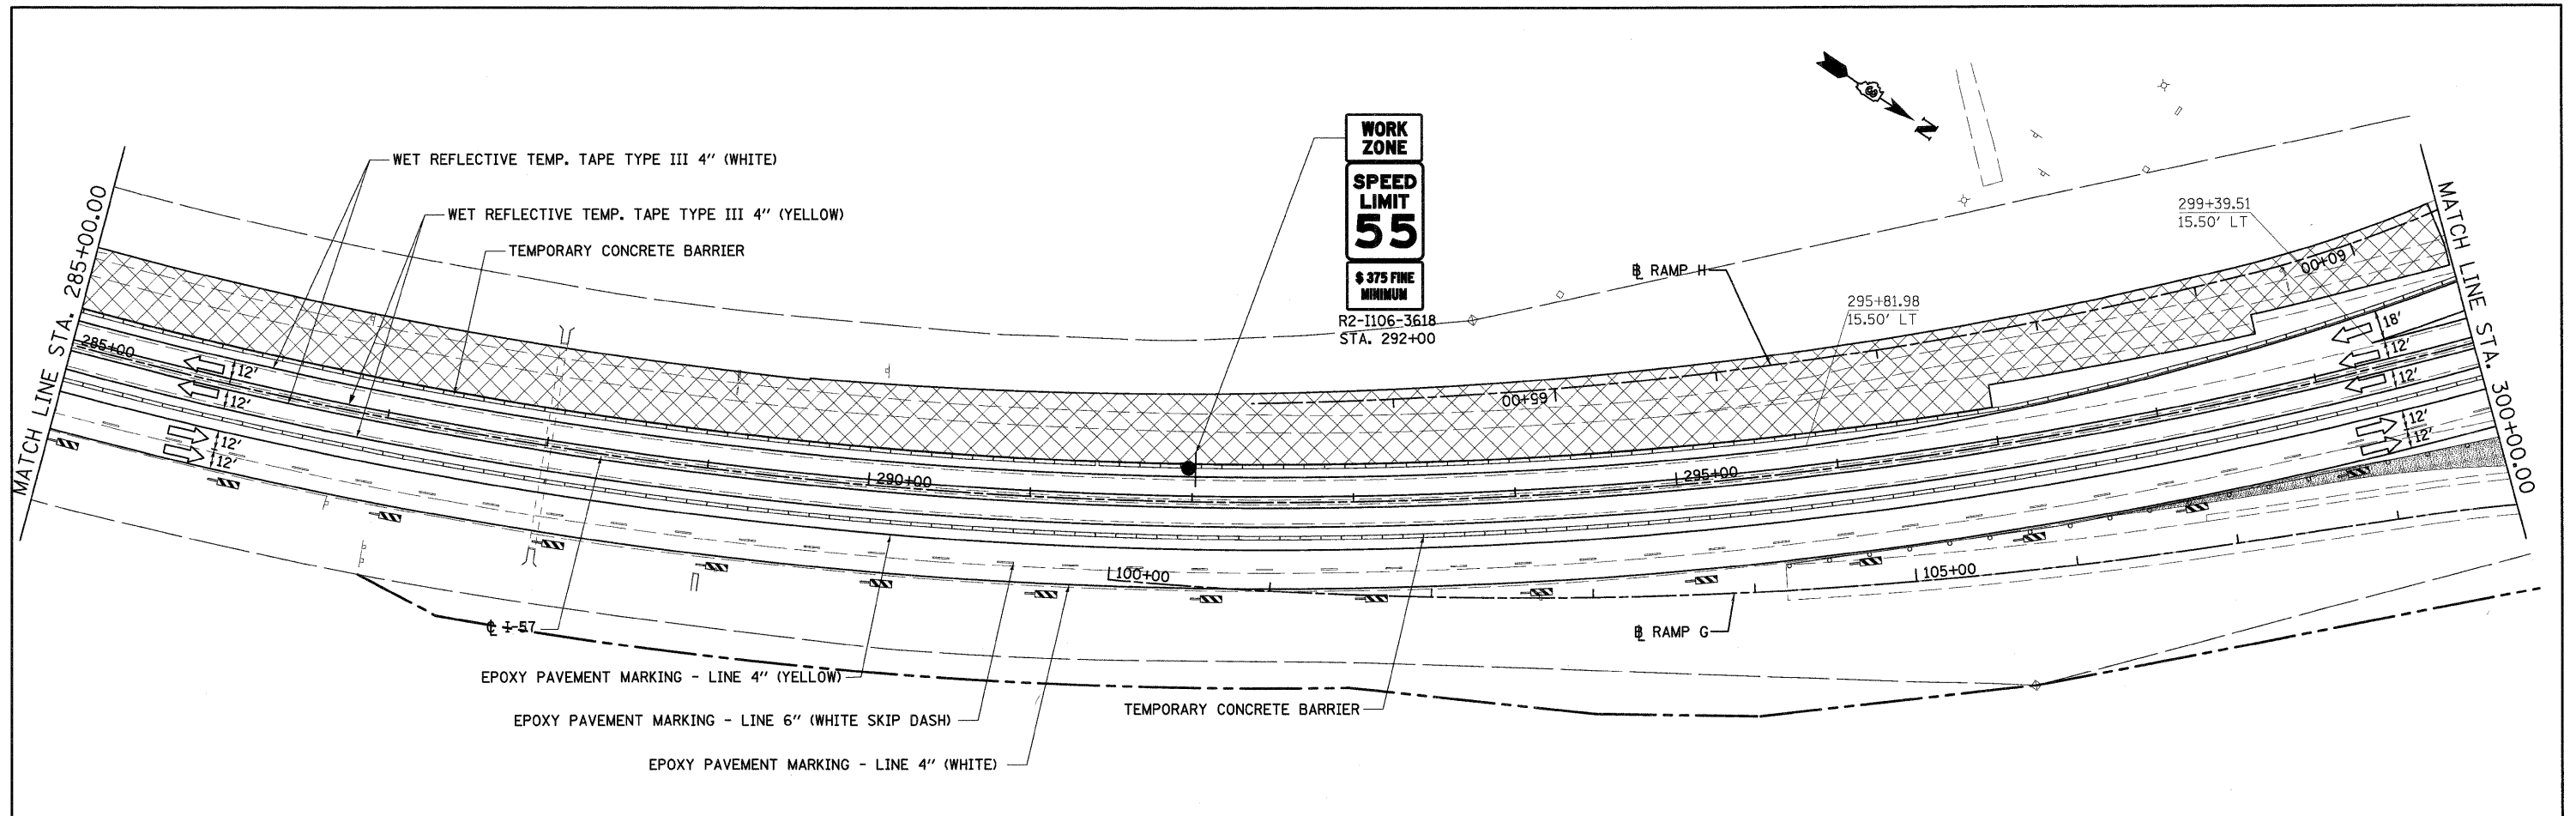 WET REFLECTIVE TEMP. TAPE TYPE III 4" (WHITE)
WET REFLECTIVE TEMP. TAPE TYPE III 4" (YELLOW)
TEMPORARY CONCRETE BARRIER
WORK
ZONE
SPEED
LIMIT
55
$ 375 FINE
MINIMUM
R2-I106-3618
STA. 292+00
N
299+39.51
15.50' LT
295+81.98
15.50' LT
℄ RAMP H
60+00
65+00
MATCH LINE STA. 285+00.00
MATCH LINE STA. 300+00.00
285+00
12'
12'
12'
12'
18'
12'
12'
12'
12'
290+00
295+00
100+00
105+00
℄ I-57
℄ RAMP G
EPOXY PAVEMENT MARKING - LINE 4" (YELLOW)
EPOXY PAVEMENT MARKING - LINE 6" (WHITE SKIP DASH)
EPOXY PAVEMENT MARKING - LINE 4" (WHITE)
TEMPORARY CONCRETE BARRIER